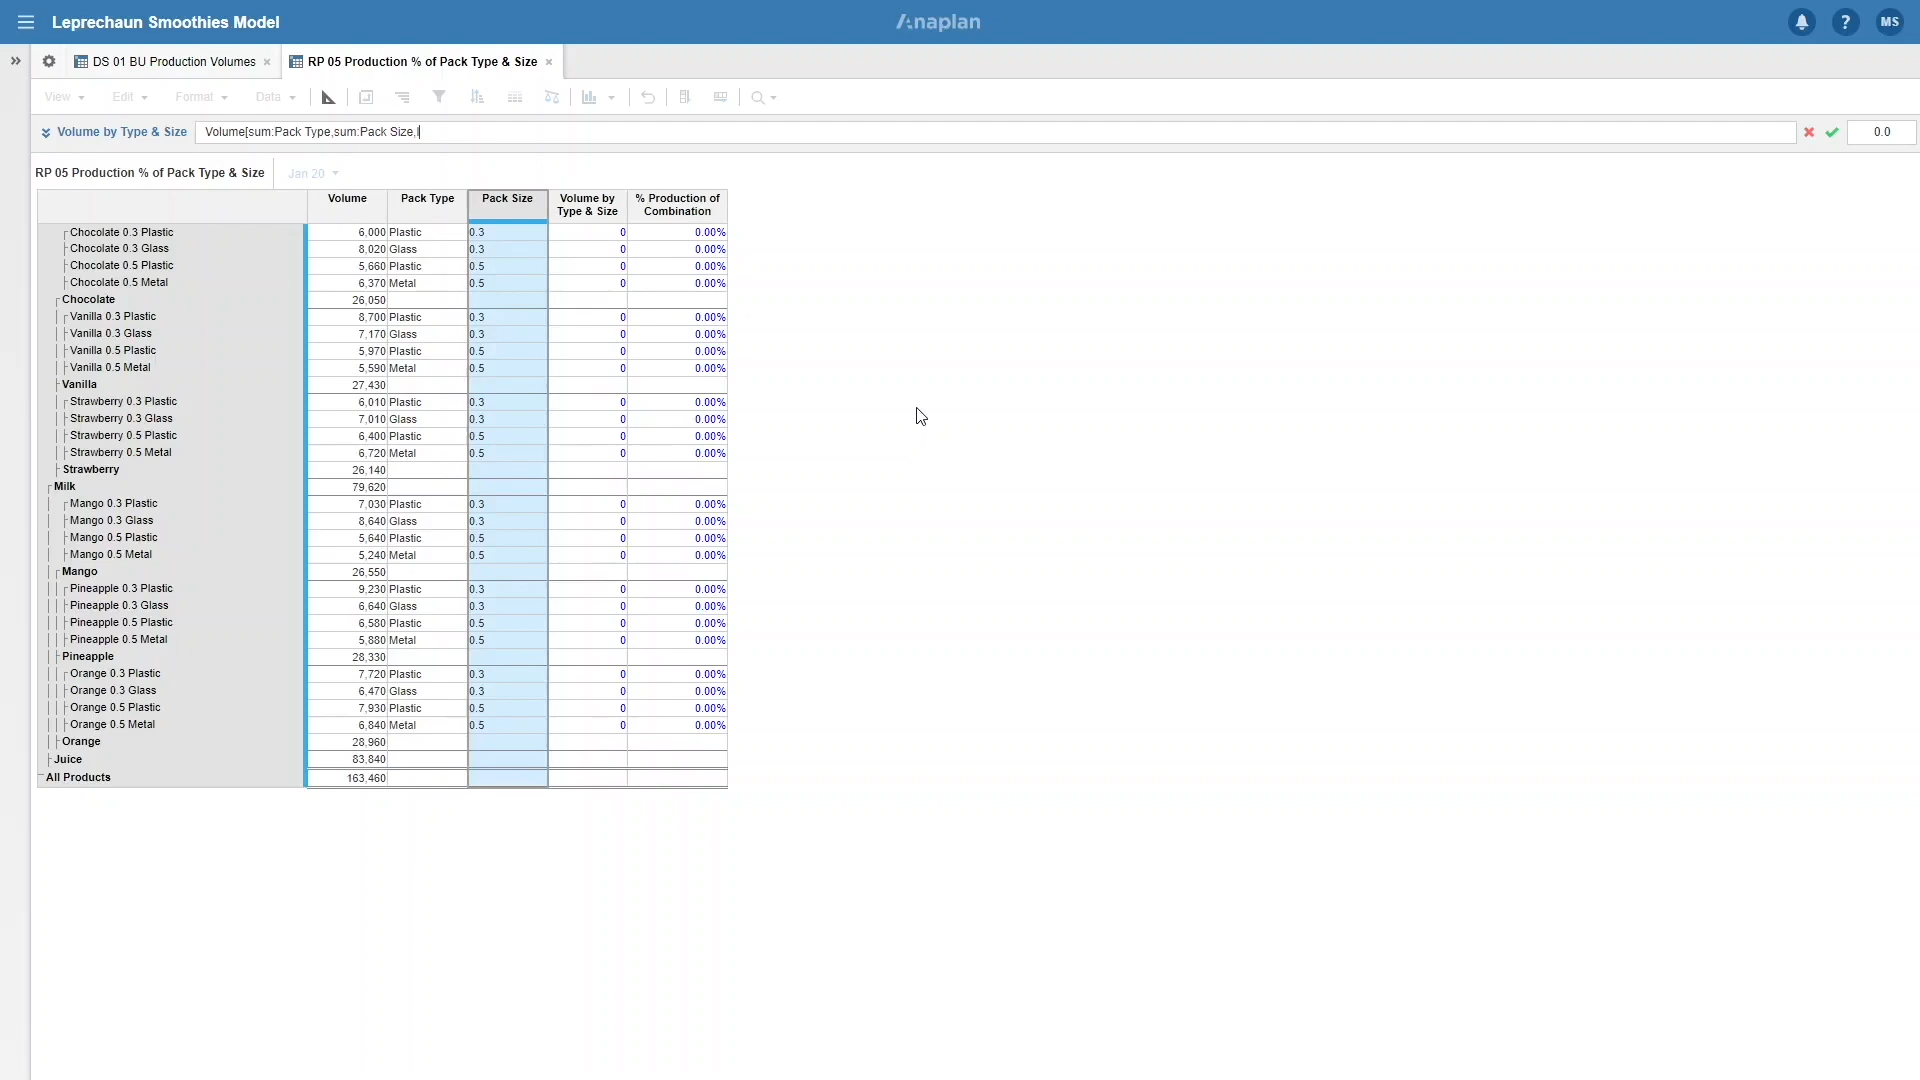 Leprechaun Smoothies Model
Anaplan
? MS
DS 01 BU Production Volumes × RP 05 Production % of Pack Type & Size ×
View Edit Format Data
Volume by Type & Size Volume[sum:Pack Type,sum:Pack Size,l 0.0
RP 05 Production % of Pack Type & Size Jan 20
Volume Pack Type Pack Size Volume by Type & Size % Production of Combination
Chocolate 0.3 Plastic 6,000 Plastic 0.3 0 0.00%
Chocolate 0.3 Glass 8,020 Glass 0.3 0 0.00%
Chocolate 0.5 Plastic 5,660 Plastic 0.5 0 0.00%
Chocolate 0.5 Metal 6,370 Metal 0.5 0 0.00%
Chocolate 26,050
Vanilla 0.3 Plastic 8,700 Plastic 0.3 0 0.00%
Vanilla 0.3 Glass 7,170 Glass 0.3 0 0.00%
Vanilla 0.5 Plastic 5,970 Plastic 0.5 0 0.00%
Vanilla 0.5 Metal 5,590 Metal 0.5 0 0.00%
Vanilla 27,430
Strawberry 0.3 Plastic 6,010 Plastic 0.3 0 0.00%
Strawberry 0.3 Glass 7,010 Glass 0.3 0 0.00%
Strawberry 0.5 Plastic 6,400 Plastic 0.5 0 0.00%
Strawberry 0.5 Metal 6,720 Metal 0.5 0 0.00%
Strawberry 26,140
Milk 79,620
Mango 0.3 Plastic 7,030 Plastic 0.3 0 0.00%
Mango 0.3 Glass 8,640 Glass 0.3 0 0.00%
Mango 0.5 Plastic 5,640 Plastic 0.5 0 0.00%
Mango 0.5 Metal 5,240 Metal 0.5 0 0.00%
Mango 26,550
Pineapple 0.3 Plastic 9,230 Plastic 0.3 0 0.00%
Pineapple 0.3 Glass 6,640 Glass 0.3 0 0.00%
Pineapple 0.5 Plastic 6,580 Plastic 0.5 0 0.00%
Pineapple 0.5 Metal 5,880 Metal 0.5 0 0.00%
Pineapple 28,330
Orange 0.3 Plastic 7,720 Plastic 0.3 0 0.00%
Orange 0.3 Glass 6,470 Glass 0.3 0 0.00%
Orange 0.5 Plastic 7,930 Plastic 0.5 0 0.00%
Orange 0.5 Metal 6,840 Metal 0.5 0 0.00%
Orange 28,960
Juice 83,840
All Products 163,460